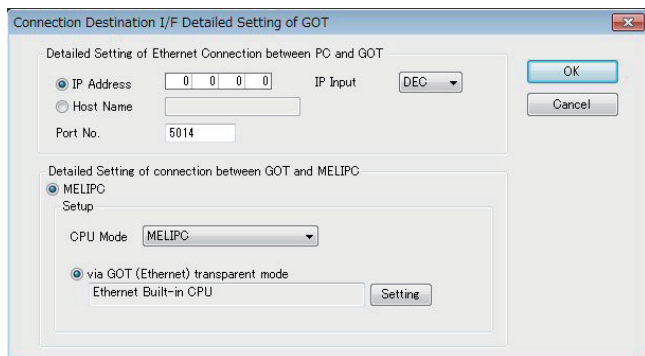 Connection Destination I/F Detailed Setting of GOT
Detailed Setting of Ethernet Connection between PC and GOT
IP Address 0 0 0 0 IP Input DEC
Host Name
Port No. 5014
OK
Cancel
Detailed Setting of connection between GOT and MELIPC
MELIPC
Setup
CPU Mode MELIPC
via GOT (Ethernet) transparent mode
Ethernet Built-in CPU Setting